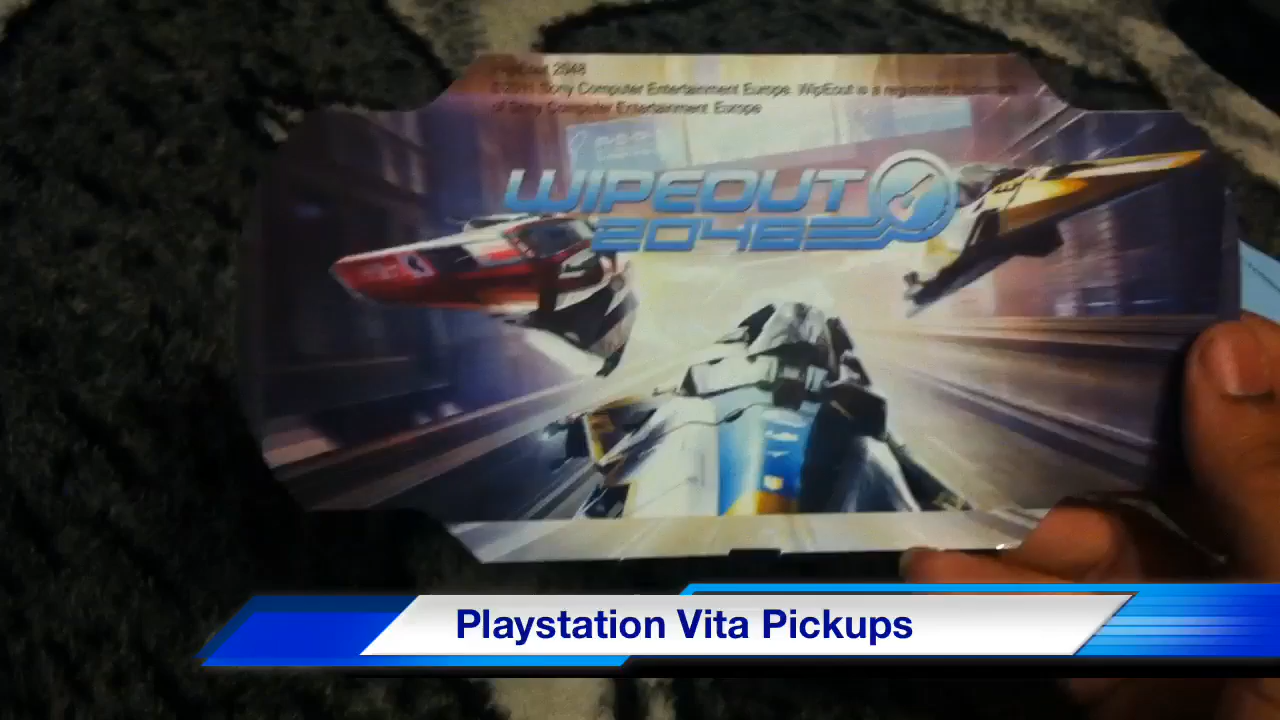 WipEout 2048
©2011 Sony Computer Entertainment Europe. WipEout is a registered trademark
of Sony Computer Entertainment Europe
WIPEOUT
2048
Playstation Vita Pickups